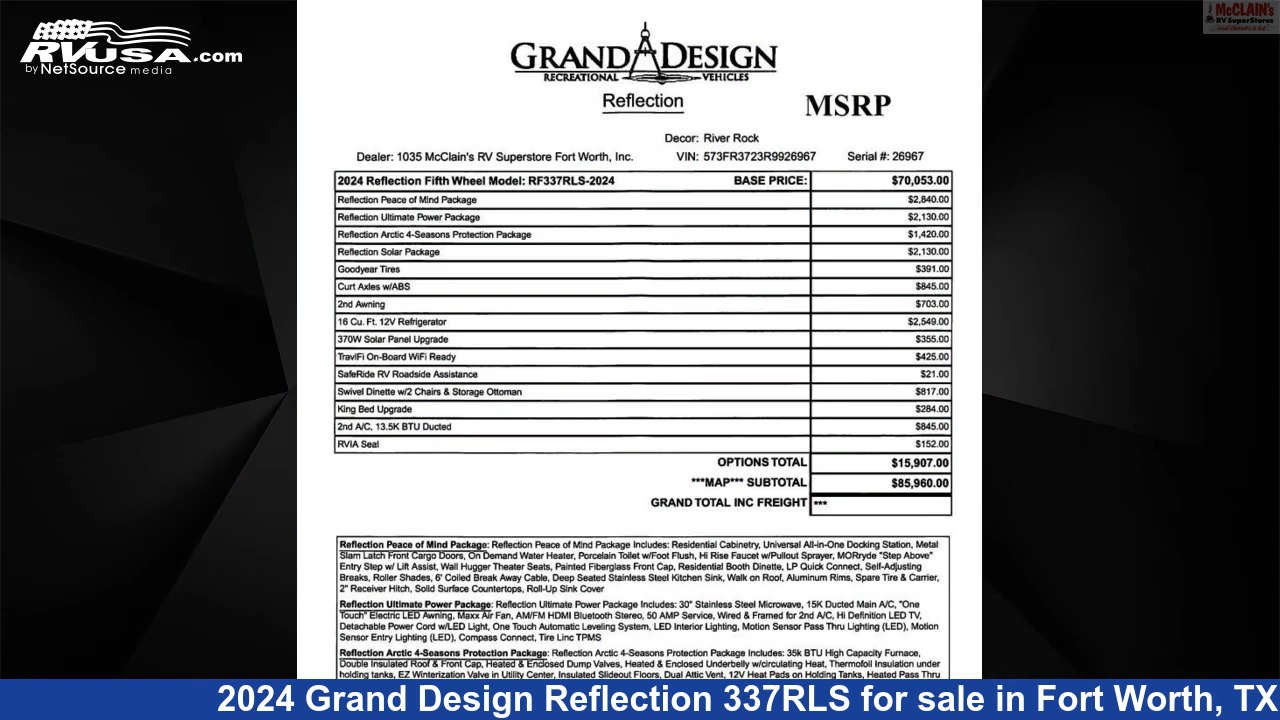 RVUSA.com
by NetSource media
McCLAIN'S
RV SuperStores
GRAND DESIGN
RECREATIONAL VEHICLES
Reflection
MSRP
Decor: River Rock
Dealer: 1035 McClain's RV Superstore Fort Worth, Inc. VIN: 573FR3723R9926967 Serial #: 26967
2024 Reflection Fifth Wheel Model: RF337RLS-2024 BASE PRICE: $70,053.00
Reflection Peace of Mind Package $2,840.00
Reflection Ultimate Power Package $2,130.00
Reflection Arctic 4-Seasons Protection Package $1,420.00
Reflection Solar Package $2,130.00
Goodyear Tires $391.00
Curt Axles w/ABS $845.00
2nd Awning $703.00
16 Cu. Ft. 12V Refrigerator $2,549.00
370W Solar Panel Upgrade $355.00
TravlFi On-Board WiFi Ready $425.00
SafeRide RV Roadside Assistance $21.00
Swivel Dinette w/2 Chairs & Storage Ottoman $817.00
King Bed Upgrade $284.00
2nd A/C, 13.5K BTU Ducted $845.00
RVIA Seal $152.00
OPTIONS TOTAL $15,907.00
***MAP*** SUBTOTAL $85,960.00
GRAND TOTAL INC FREIGHT ***
Reflection Peace of Mind Package: Reflection Peace of Mind Package Includes: Residential Cabinetry, Universal All-in-One Docking Station, Metal
Slam Latch Front Cargo Doors, On Demand Water Heater, Porcelain Toilet w/Foot Flush, Hi Rise Faucet w/Pullout Sprayer, MORryde "Step Above"
Entry Step w/ Lift Assist, Wall Hugger Theater Seats, Painted Fiberglass Front Cap, Residential Booth Dinette, LP Quick Connect, Self-Adjusting
Breaks, Roller Shades, 6' Coiled Break Away Cable, Deep Seated Stainless Steel Kitchen Sink, Walk on Roof, Aluminum Rims, Spare Tire & Carrier,
2" Receiver Hitch, Solid Surface Countertops, Roll-Up Sink Cover
Reflection Ultimate Power Package: Reflection Ultimate Power Package Includes: 30" Stainless Steel Microwave, 15K Ducted Main A/C, "One
Touch" Electric LED Awning, Maxx Air Fan, AM/FM HDMI Bluetooth Stereo, 50 AMP Service, Wired & Framed for 2nd A/C, Hi Definition LED TV,
Detachable Power Cord w/LED Light, One Touch Automatic Leveling System, LED Interior Lighting, Motion Sensor Pass Thru Lighting (LED), Motion
Sensor Entry Lighting (LED), Compass Connect, Tire Linc TPMS
Reflection Arctic 4-Seasons Protection Package: Reflection Arctic 4-Seasons Protection Package Includes: 35k BTU High Capacity Furnace,
Double Insulated Roof & Front Cap, Heated & Enclosed Dump Valves, Heated & Enclosed Underbelly w/circulating Heat, Thermofoil Insulation under
holding tanks, EZ Winterization Valve in Utility Center, Insulated Slideout Floors, Dual Attic Vent, 12V Heat Pads on Holding Tanks, Heated Pass Thru
2024 Grand Design Reflection 337RLS for sale in Fort Worth, TX